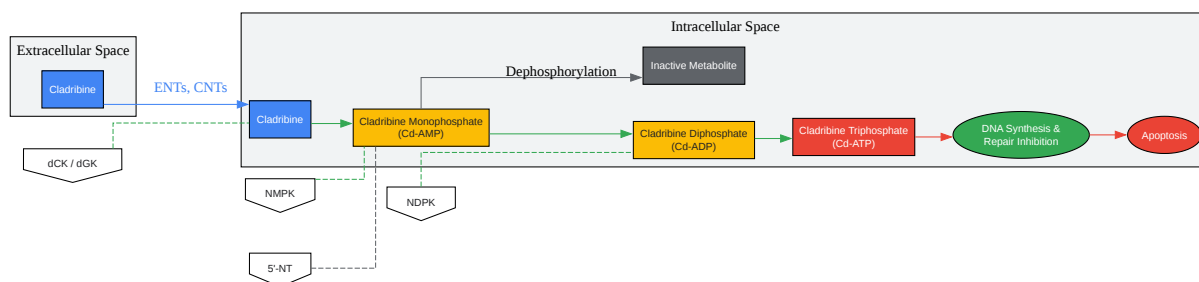 Intracellular Space
Extracellular Space
Cladribine
ENTs, CNTs
Cladribine
Cladribine Monophosphate
(Cd-AMP)
Dephosphorylation
Inactive Metabolite
Cladribine Diphosphate
(Cd-ADP)
Cladribine Triphosphate
(Cd-ATP)
DNA Synthesis &
Repair Inhibition
Apoptosis
dCK / dGK
NMPK
NDPK
5'-NT